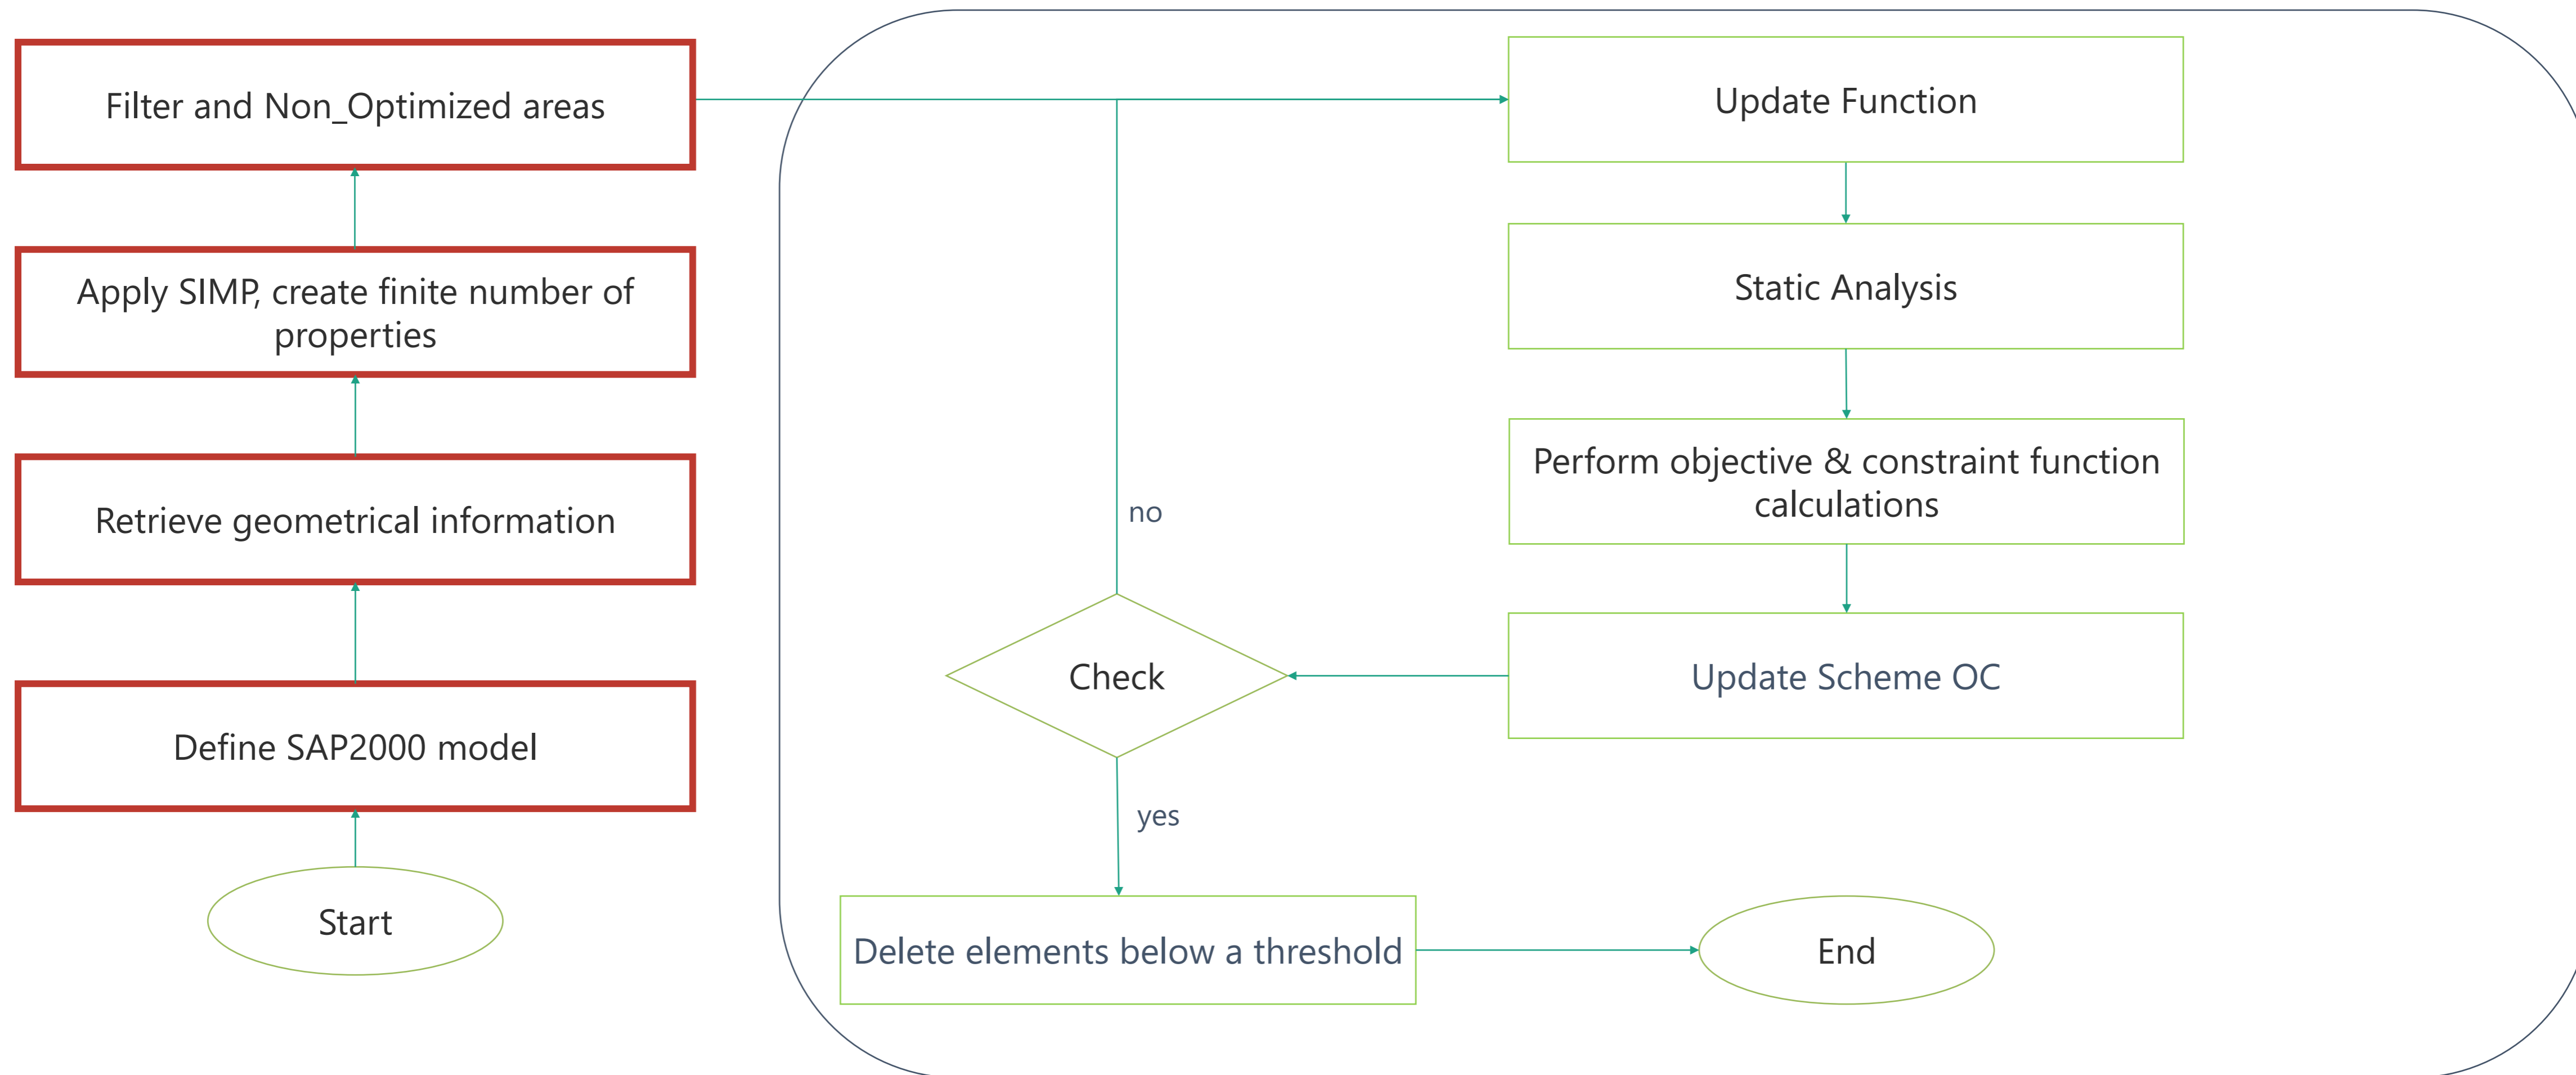 Filter and Non_Optimized areas
Apply SIMP, create finite number of
properties
Retrieve geometrical information
Define SAP2000 model
Start
Update Function
Static Analysis
Perform objective & constraint function
calculations
Update Scheme OC
Check
no
yes
Delete elements below a threshold
End